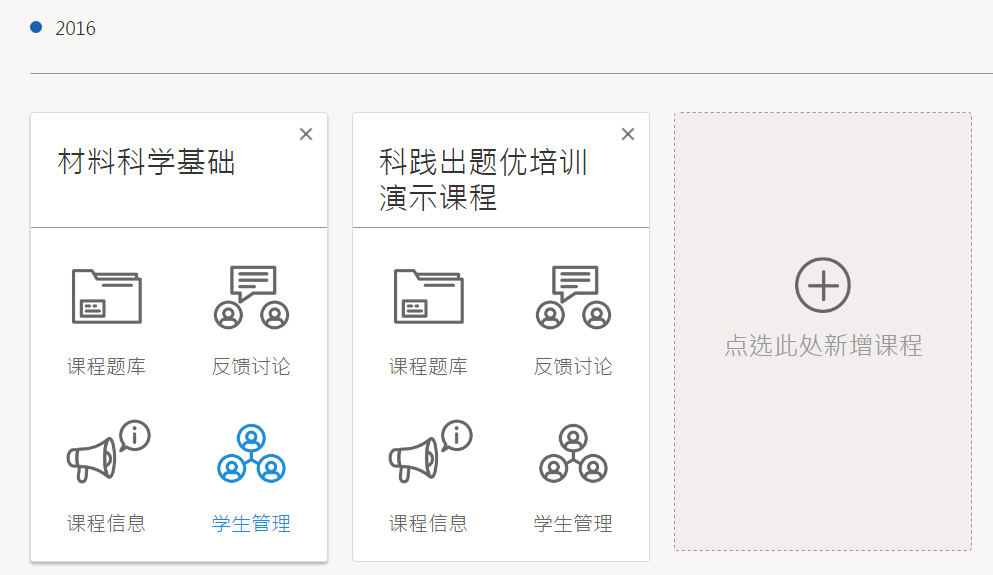 2016
材料科学基础
科践出题优培训
演示课程
课程题库
反馈讨论
课程信息
学生管理
课程题库
反馈讨论
课程信息
学生管理
点选此处新增课程